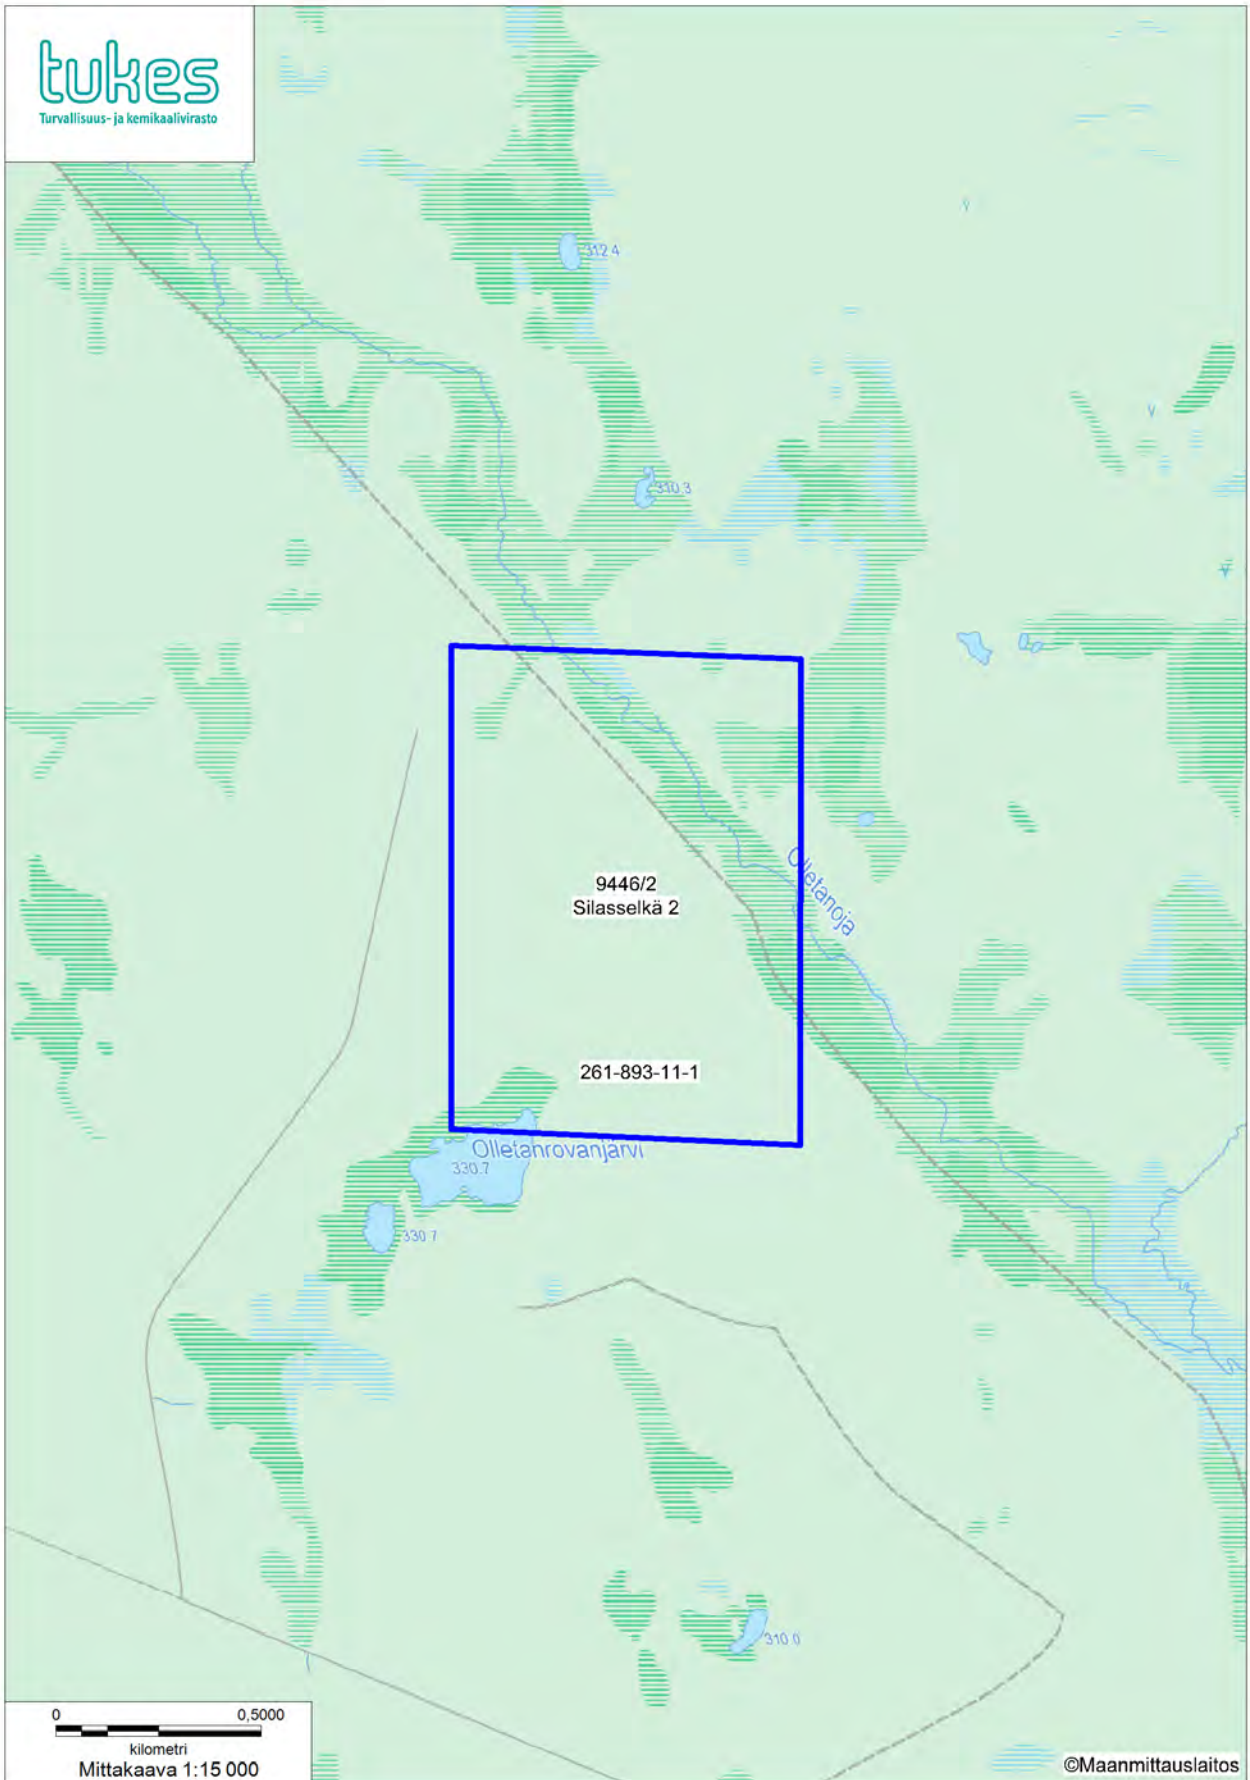 tukes
Turvallisuus- ja kemikaalivirasto
312.4
310.3
9446/2
Silasselkä 2
Olletanoja
261-893-11-1
Olletanrovanjärvi
330.7
330.7
310.0
0 0,5000
kilometri
Mittakaava 1:15 000
©Maanmittauslaitos